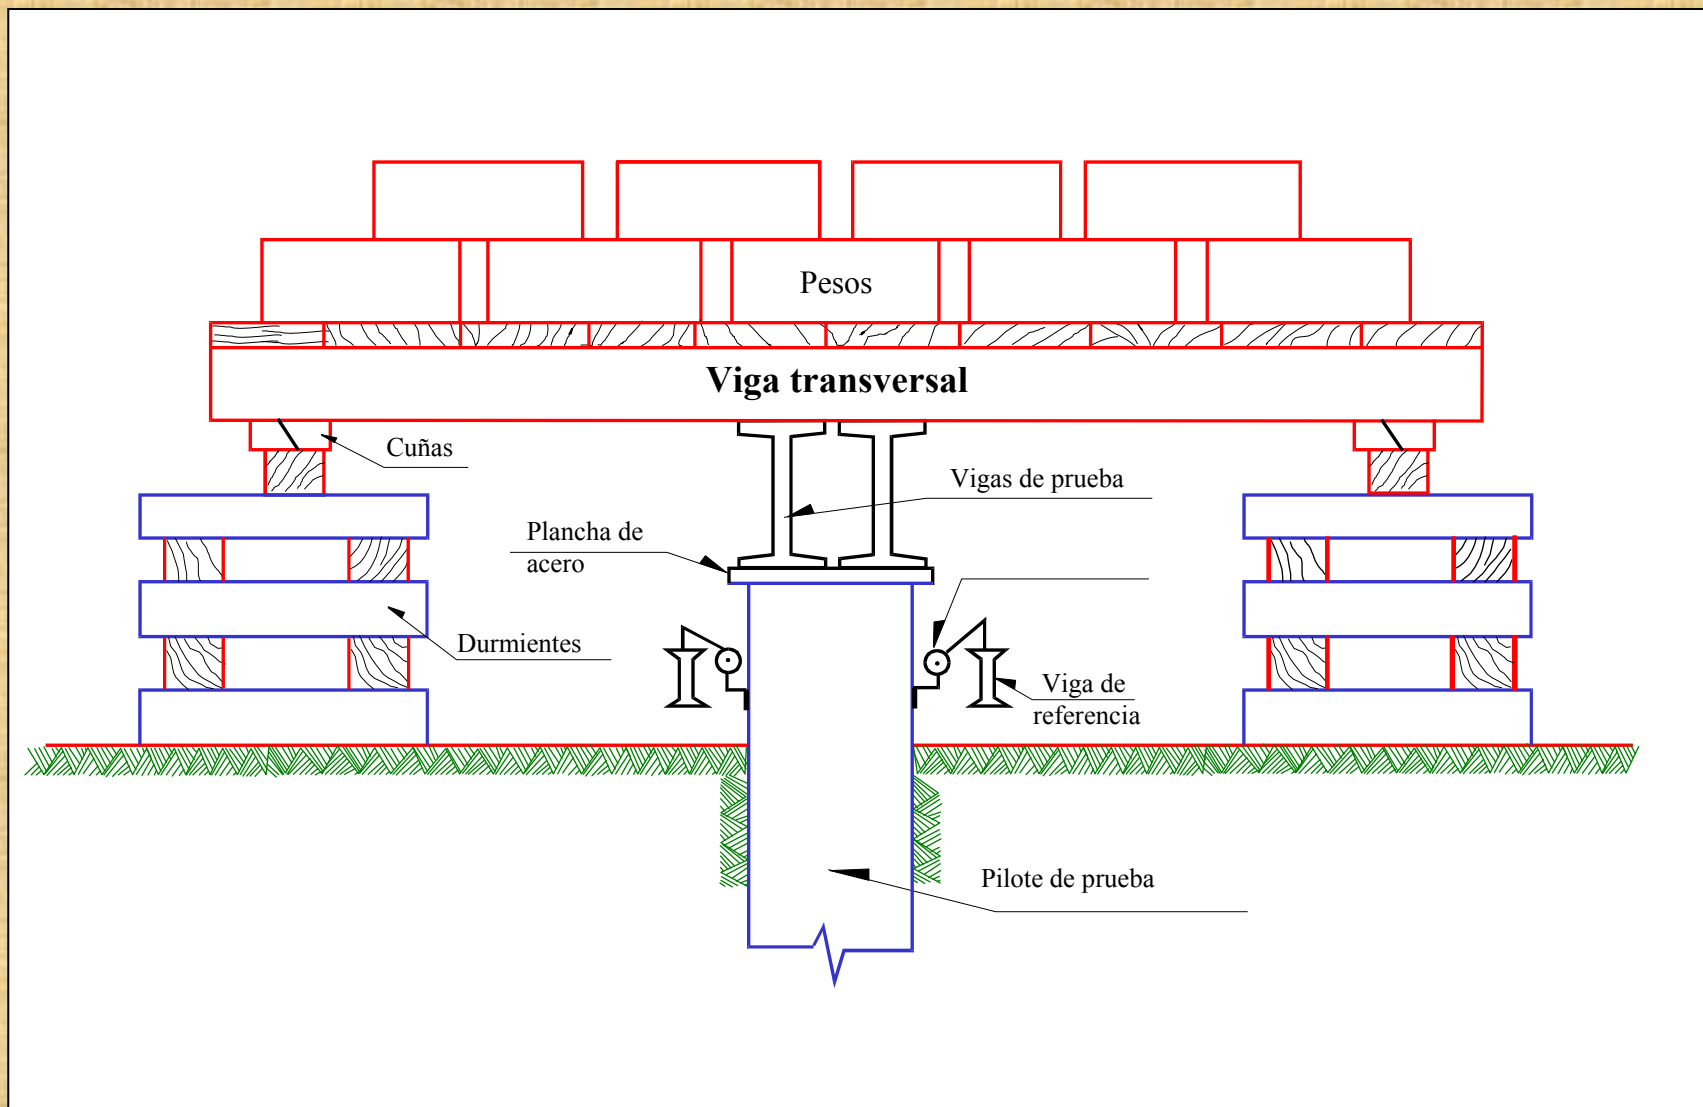 Pesos
Viga transversal
Cuñas
Vigas de prueba
Plancha de
acero
Durmientes
Viga de
referencia
Pilote de prueba